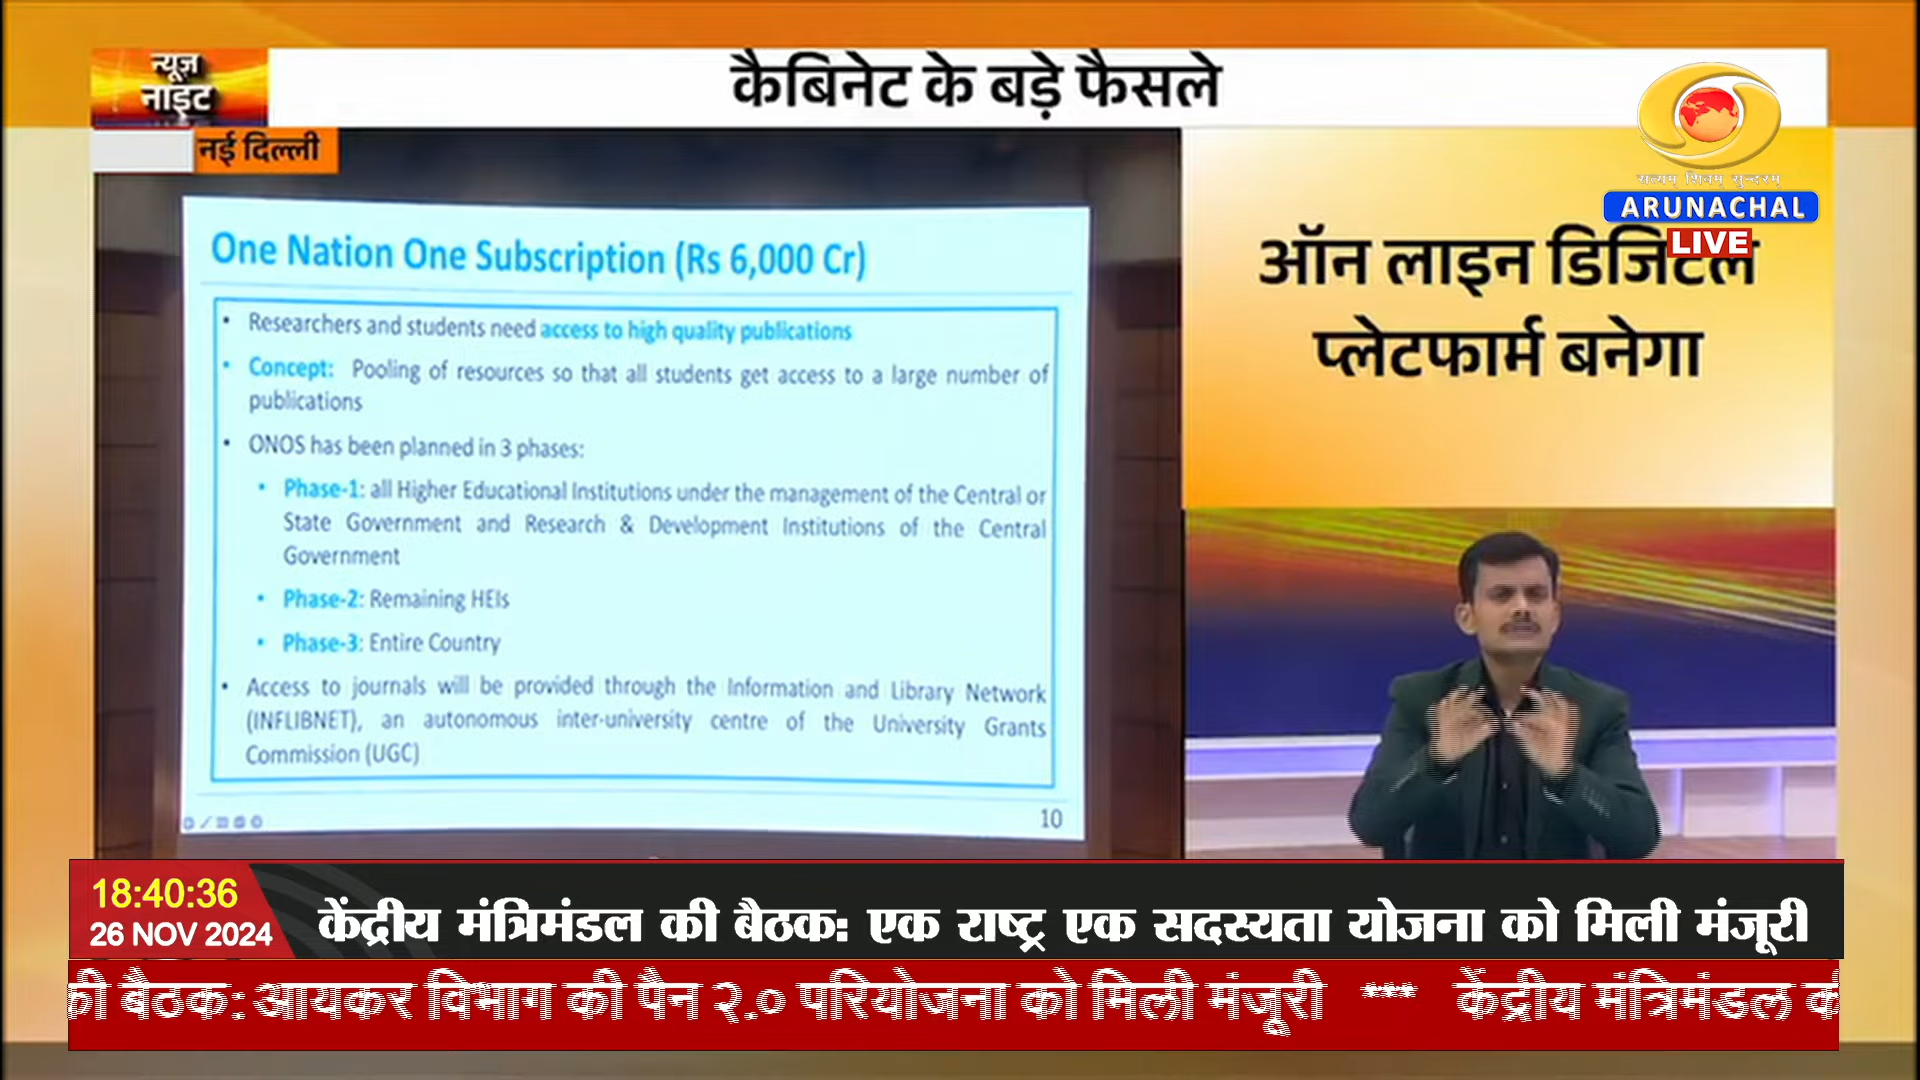 न्यूज़
नाइट
कैबिनेट के बड़े फैसले
नई दिल्ली
सत्यम् शिवम् सुन्दरम्
ARUNACHAL
LIVE
One Nation One Subscription (Rs 6,000 Cr)
• Researchers and students need access to high quality publications
• Concept: Pooling of resources so that all students get access to a large number of
publications
• ONOS has been planned in 3 phases:
• Phase-1: all Higher Educational Institutions under the management of the Central or
State Government and Research & Development Institutions of the Central
Government
• Phase-2: Remaining HEIs
• Phase-3: Entire Country
• Access to journals will be provided through the Information and Library Network
(INFLIBNET), an autonomous inter-university centre of the University Grants
Commission (UGC)
10
ऑन लाइन डिजिटल
प्लेटफार्म बनेगा
18:40:36
26 NOV 2024
केंद्रीय मंत्रिमंडल की बैठक: एक राष्ट्र एक सदस्यता योजना को मिली मंजूरी
की बैठक: आयकर विभाग की पैन २.० परियोजना को मिली मंजूरी *** केंद्रीय मंत्रिमंडल की